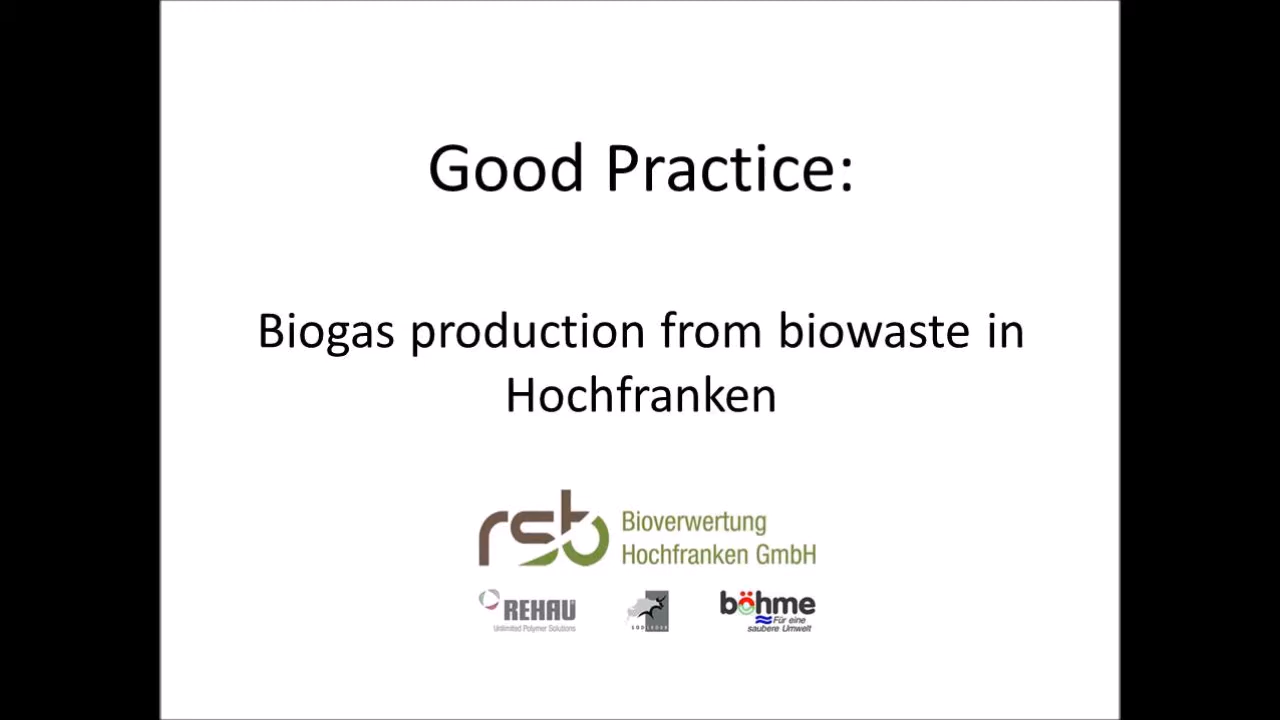 Good Practice:
Biogas production from biowaste in
Hochfranken
rsb Bioverwertung
Hochfranken GmbH
REHAU
Unlimited Polymer Solutions
böhme
Für eine
saubere Umwelt